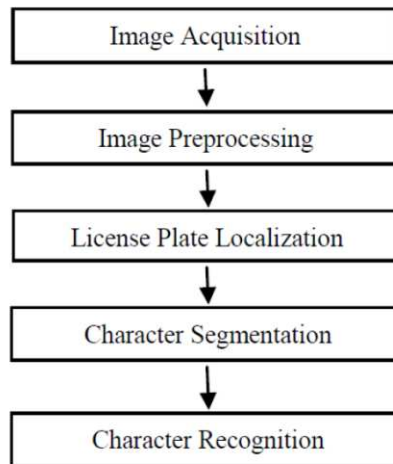 Image Acquisition
Image Preprocessing
License Plate Localization
Character Segmentation
Character Recognition